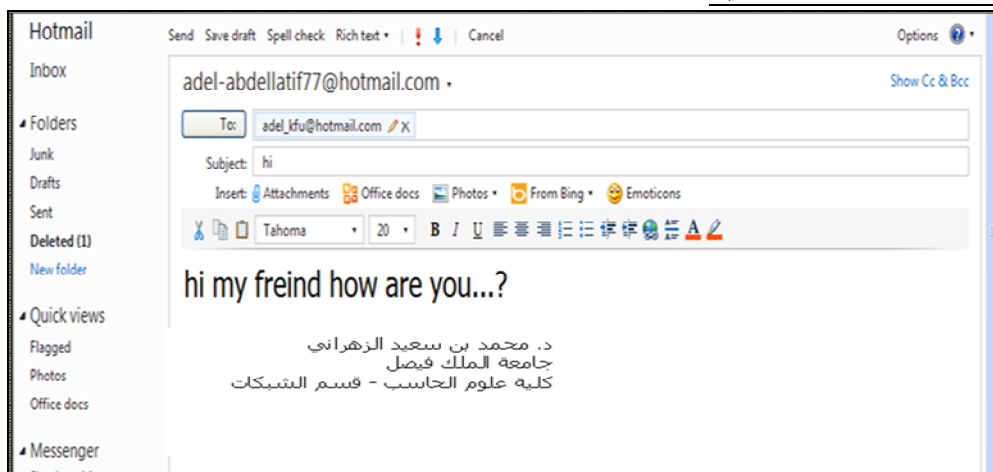 Hotmail
Send Save draft Spell check Rich text Cancel Options
Inbox
adel-abdellatif77@hotmail.com
Show Cc & Bcc
Folders
To: adel_kfu@hotmail.com
Junk
Subject: hi
Drafts
Insert: Attachments Office docs Photos From Bing Emoticons
Sent
Tahoma 20 B I U A
Deleted (1)
New folder
hi my freind how are you...?
Quick views
Flagged
Photos
Office docs
د. محمد بن سعيد الزهراني
جامعة الملك فيصل
كلية علوم الحاسب - قسم الشبكات
Messenger